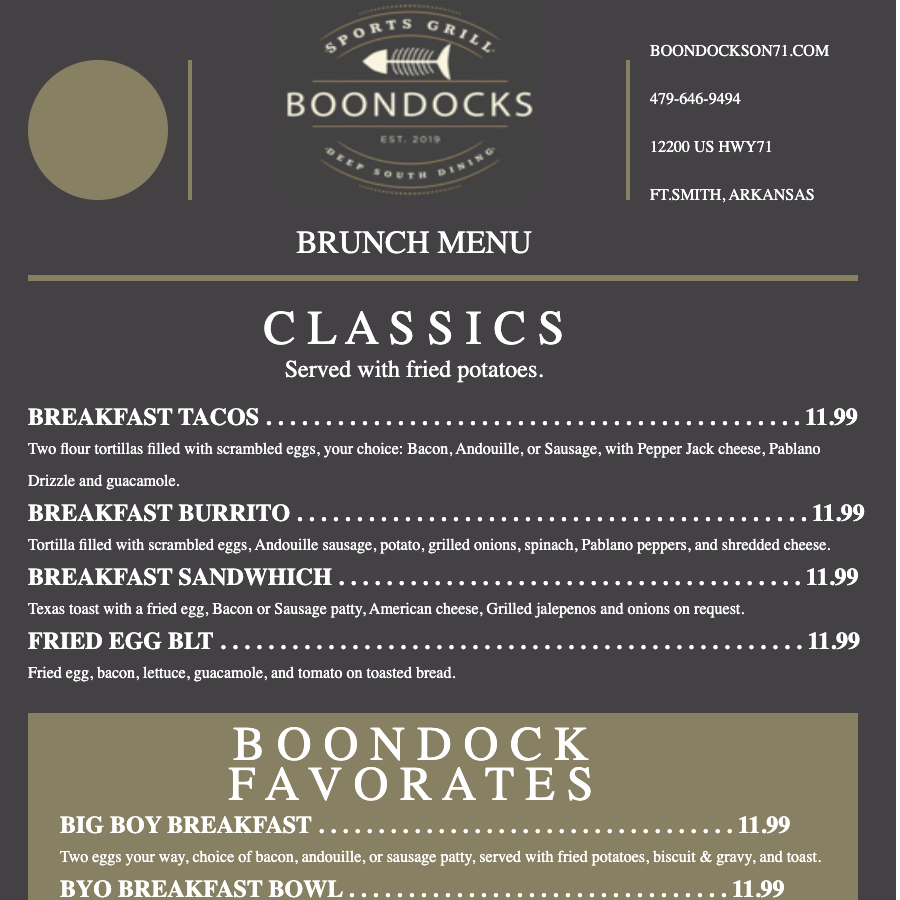 SPORTS GRILL
BOONDOCKS
EST. 2019
DEEP SOUTH DINING
BOONDOCKSON71.COM
479-646-9494
12200 US HWY71
FT.SMITH, ARKANSAS
BRUNCH MENU
CLASSICS
Served with fried potatoes.
BREAKFAST TACOS . . . . . . . . . . . . . . . . . . . . . . . . . . . . . . . . . . . . . . . . . . . . . 11.99
Two flour tortillas filled with scrambled eggs, your choice: Bacon, Andouille, or Sausage, with Pepper Jack cheese, Pablano
Drizzle and guacamole.
BREAKFAST BURRITO . . . . . . . . . . . . . . . . . . . . . . . . . . . . . . . . . . . . . . . . . . . 11.99
Tortilla filled with scrambled eggs, Andouille sausage, potato, grilled onions, spinach, Pablano peppers, and shredded cheese.
BREAKFAST SANDWHICH . . . . . . . . . . . . . . . . . . . . . . . . . . . . . . . . . . . . . . . 11.99
Texas toast with a fried egg, Bacon or Sausage patty, American cheese, Grilled jalepenos and onions on request.
FRIED EGG BLT . . . . . . . . . . . . . . . . . . . . . . . . . . . . . . . . . . . . . . . . . . . . . . . . . 11.99
Fried egg, bacon, lettuce, guacamole, and tomato on toasted bread.
BOONDOCK
FAVORATES
BIG BOY BREAKFAST . . . . . . . . . . . . . . . . . . . . . . . . . . . . . . . . . . . 11.99
Two eggs your way, choice of bacon, andouille, or sausage patty, served with fried potatoes, biscuit & gravy, and toast.
BYO BREAKFAST BOWL . . . . . . . . . . . . . . . . . . . . . . . . . . . . . . . . 11.99